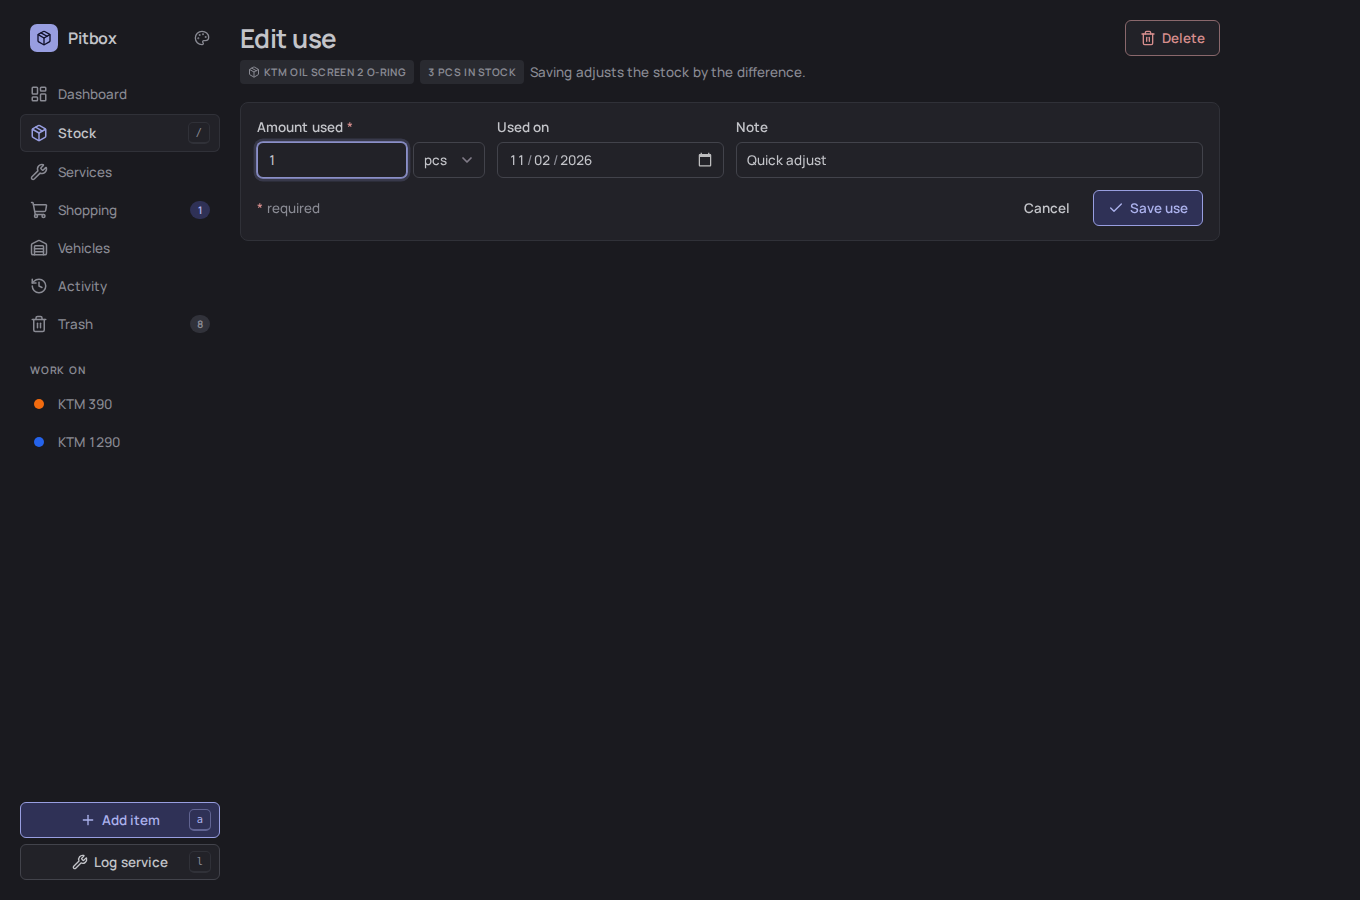 Pitbox
Dashboard
Stock /
Services
Shopping 1
Vehicles
Activity
Trash 8
WORK ON
KTM 390
KTM 1290
Add item a
Log service l
Edit use
Delete
KTM OIL SCREEN 2 O-RING 3 PCS IN STOCK Saving adjusts the stock by the difference.
Amount used * Used on Note
1 pcs 11/02/2026 Quick adjust
* required Cancel Save use